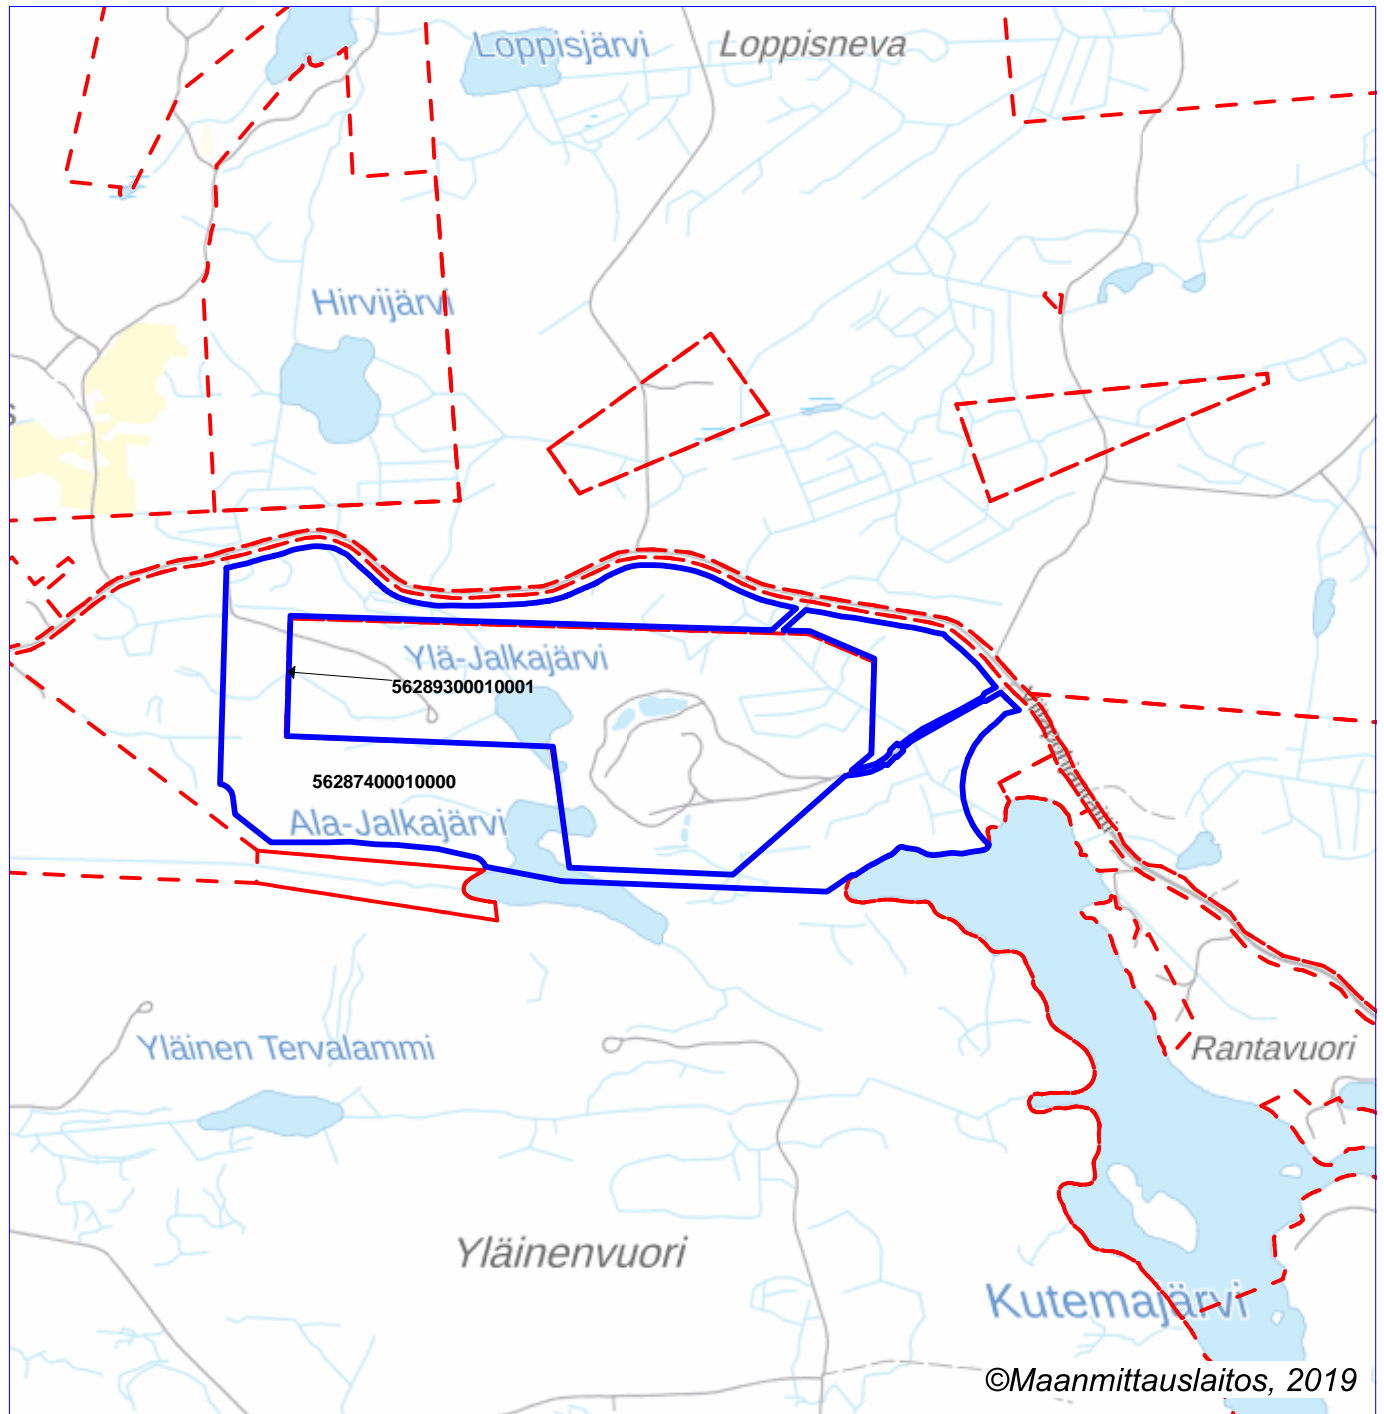 Loppisjärvi
Loppisneva
Hirvijärvi
s
Ylä-Jalkajärvi
56289300010001
56287400010000
Ala-Jalkajärvi
Yläinen Tervalammi
Rantavuori
Yläinenvuori
Kutemajärvi
©Maanmittauslaitos, 2019